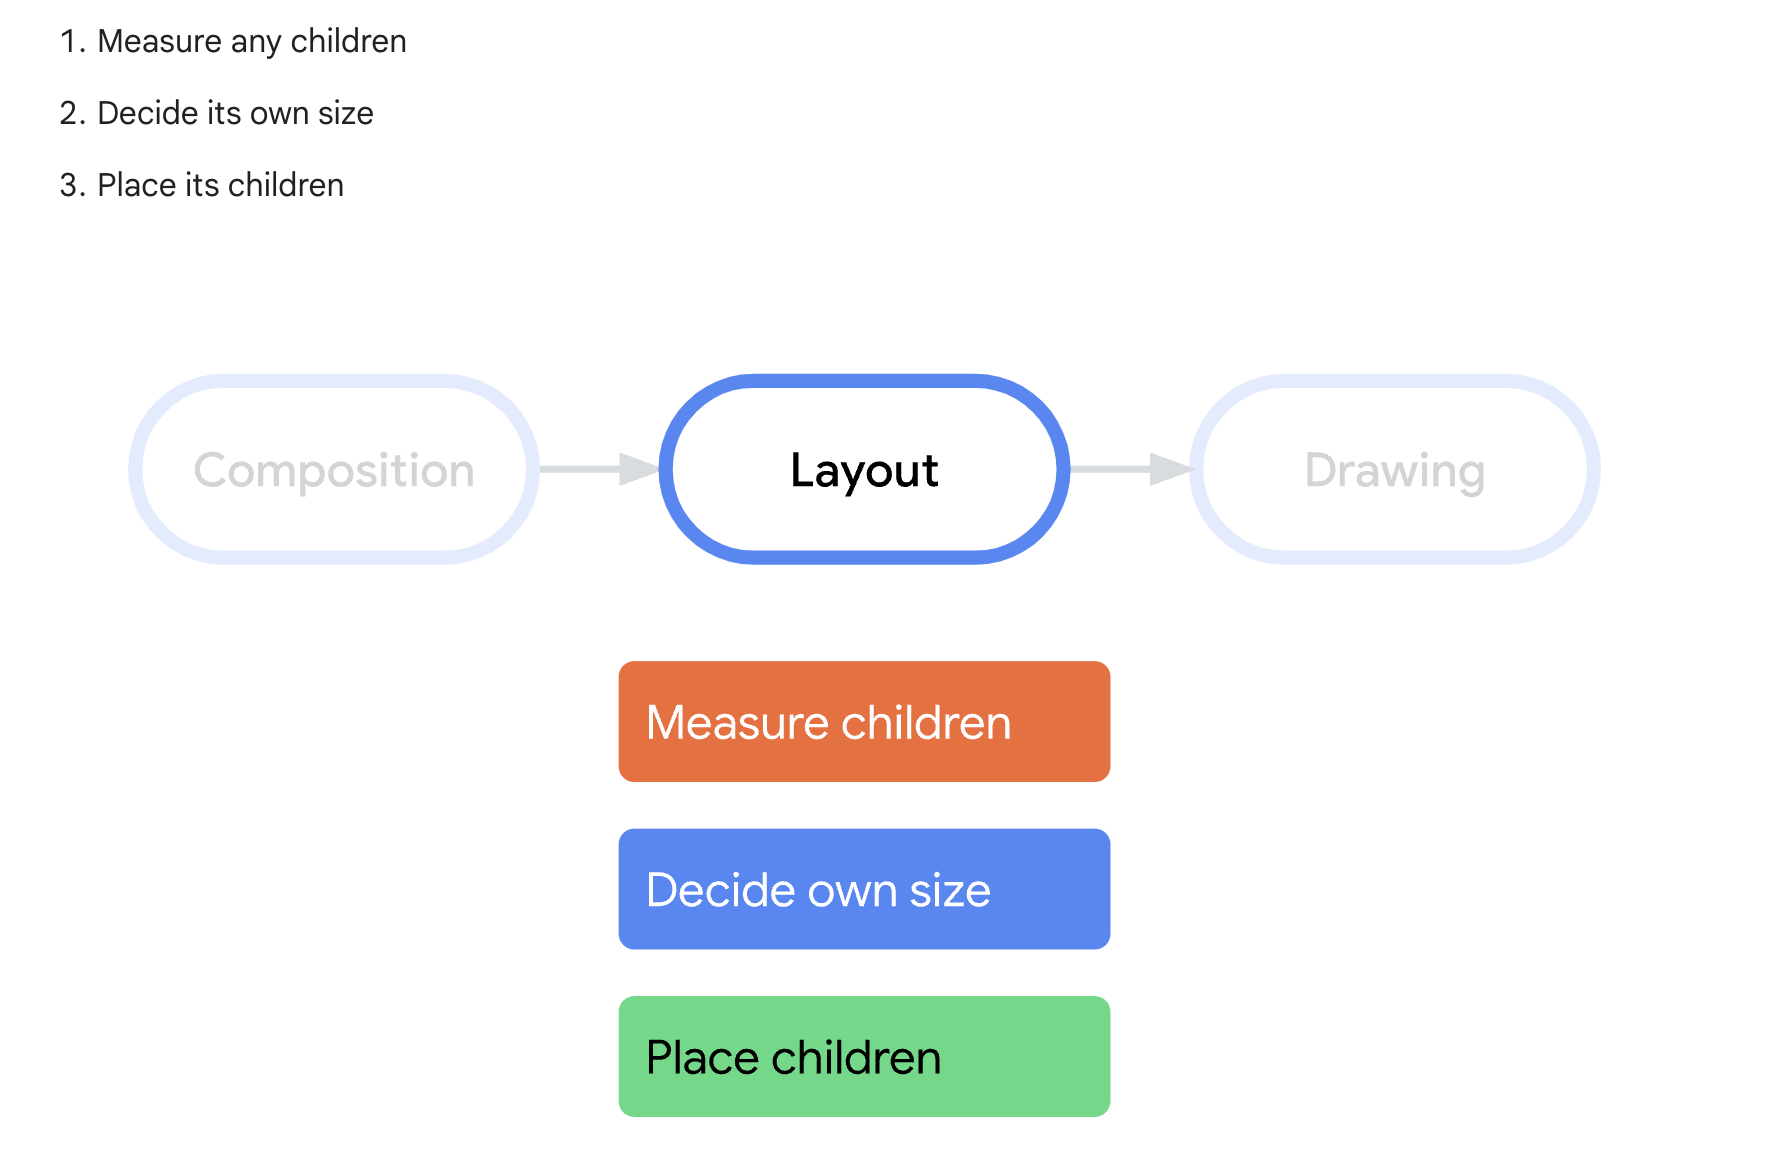 1. Measure any children
2. Decide its own size
3. Place its children
Composition
Layout
Drawing
Measure children
Decide own size
Place children